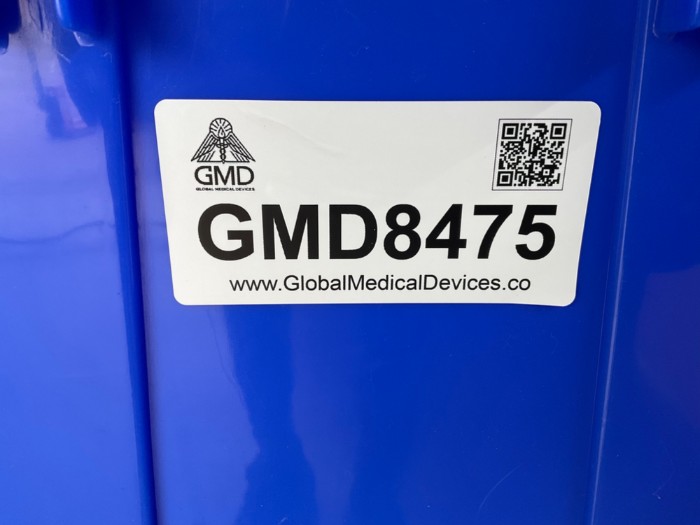 GMD
GLOBAL MEDICAL DEVICES
GMD8475
www.GlobalMedicalDevices.co